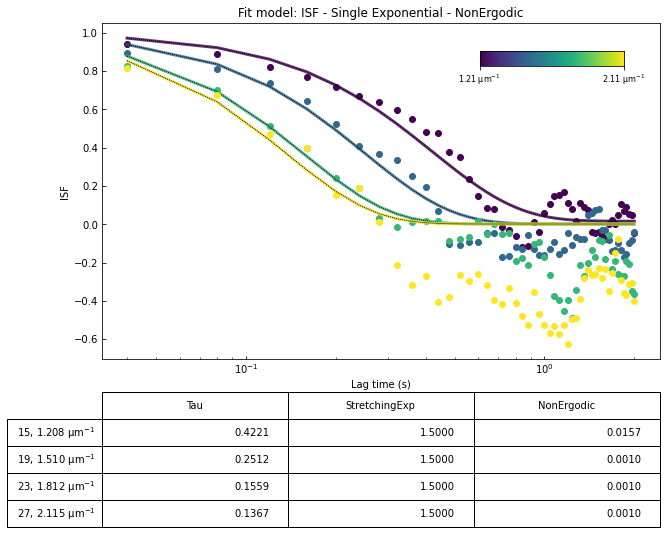 Fit model: ISF - Single Exponential - NonErgodic
1.0
0.8
0.6
0.4
0.2
0.0
−0.2
−0.4
−0.6
ISF
1.21 μm⁻¹ 2.11 μm⁻¹
10⁻¹ 10⁰
Lag time (s)
Tau StretchingExp NonErgodic
15, 1.208 μm⁻¹ 0.4221 1.5000 0.0157
19, 1.510 μm⁻¹ 0.2512 1.5000 0.0010
23, 1.812 μm⁻¹ 0.1559 1.5000 0.0010
27, 2.115 μm⁻¹ 0.1367 1.5000 0.0010